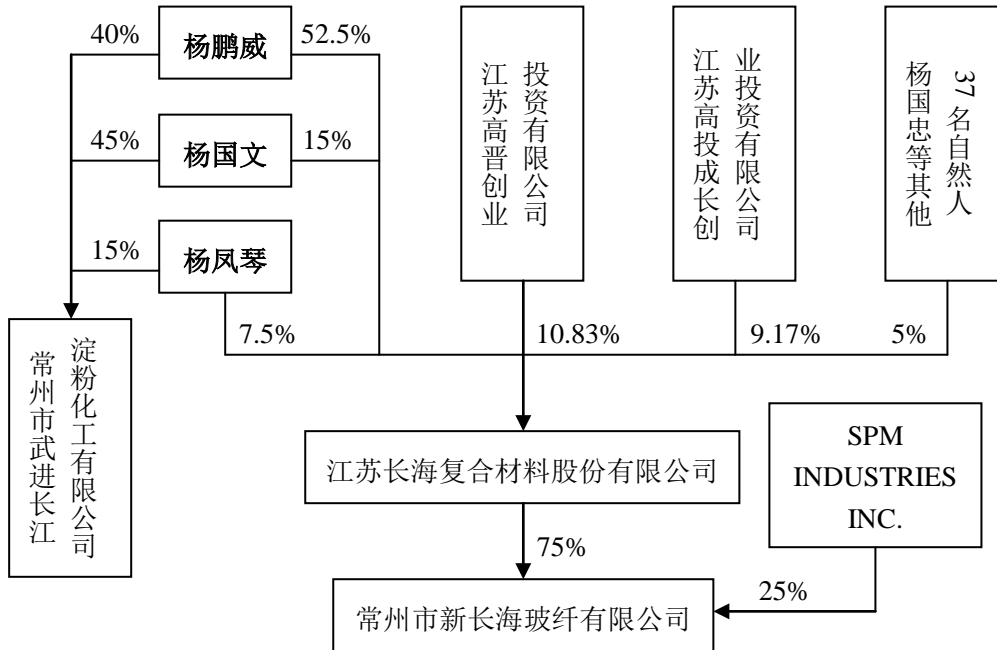 40%
杨鹏威
52.5%
45%
杨国文
15%
15%
杨凤琴
7.5%
江苏高晋创业
投资有限公司
10.83%
江苏高投成长创
业投资有限公司
9.17%
杨国忠等其他
37 名自然人
5%
常州市武进长江
淀粉化工有限公司
江苏长海复合材料股份有限公司
SPM
INDUSTRIES
INC.
75%
25%
常州市新长海玻纤有限公司